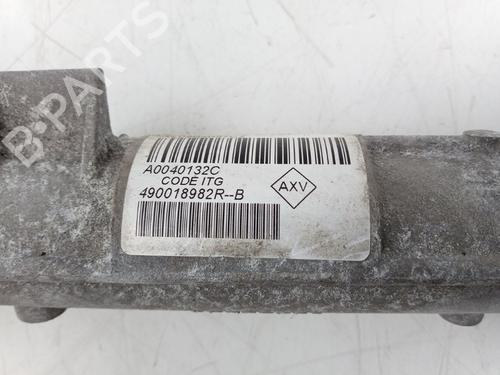 B-PARTS
A0040132C
CODE ITG
AXV
490018982R--B